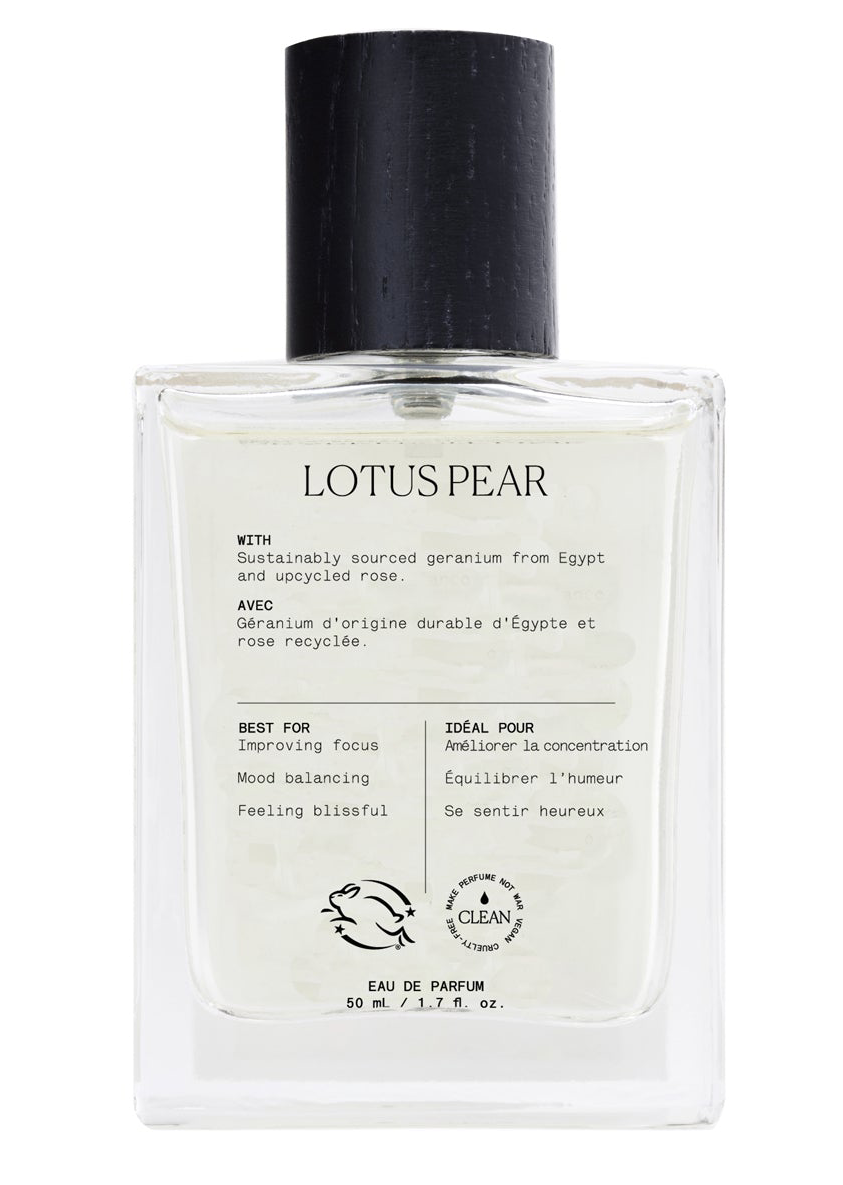 LOTUS PEAR
WITH
Sustainably sourced geranium from Egypt
and upcycled rose.
AVEC
Géranium d'origine durable d'Égypte et
rose recyclée.
BEST FOR
Improving focus
Mood balancing
Feeling blissful
IDÉAL POUR
Améliorer la concentration
Équilibrer l'humeur
Se sentir heureux
MAKE PERFUME NOT WAR VEGAN CRUELTY-FREE
CLEAN
®
EAU DE PARFUM
50 mL / 1.7 fl. oz.